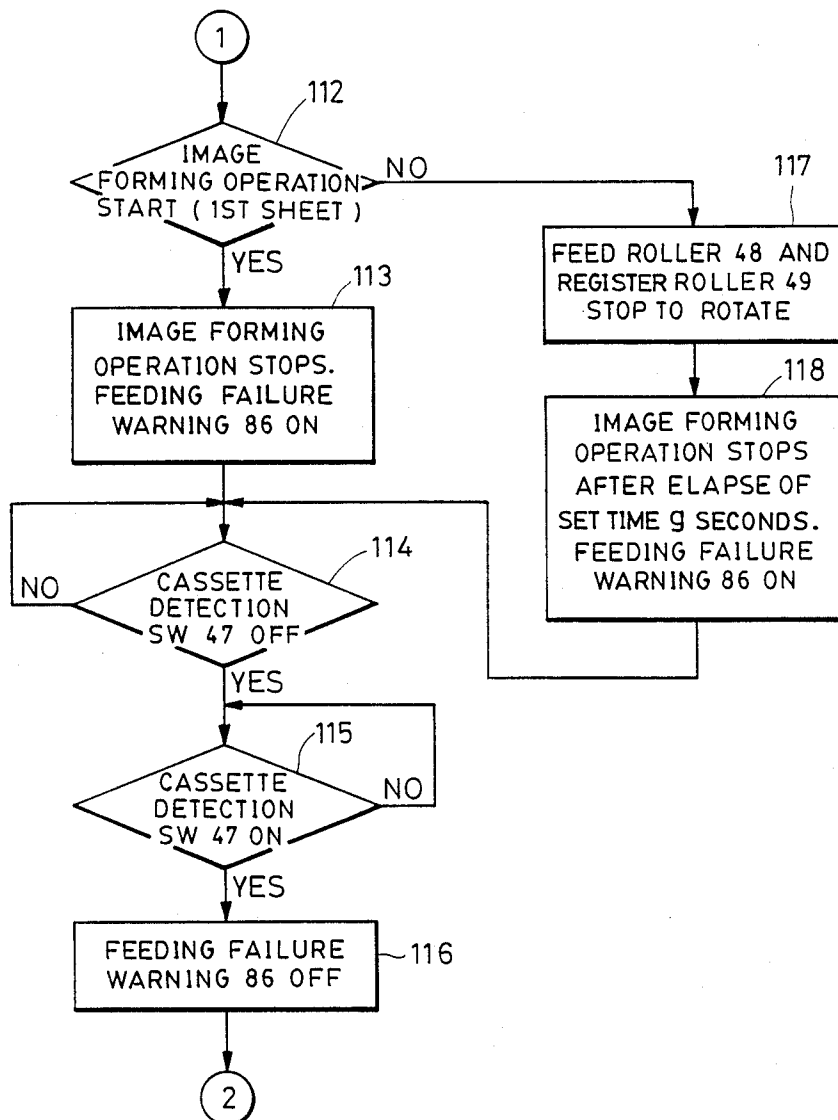 1
112
IMAGE
FORMING OPERATION
START ( 1ST SHEET )
NO
YES
117
FEED ROLLER 48 AND
REGISTER ROLLER 49
STOP TO ROTATE
113
IMAGE FORMING
OPERATION STOPS.
FEEDING FAILURE
WARNING 86 ON
118
IMAGE FORMING
OPERATION STOPS
AFTER ELAPSE OF
SET TIME g SECONDS.
FEEDING FAILURE
WARNING 86 ON
114
CASSETTE
DETECTION
SW 47 OFF
NO
YES
115
CASSETTE
DETECTION
SW 47 ON
NO
YES
FEEDING FAILURE
WARNING 86 OFF
116
2